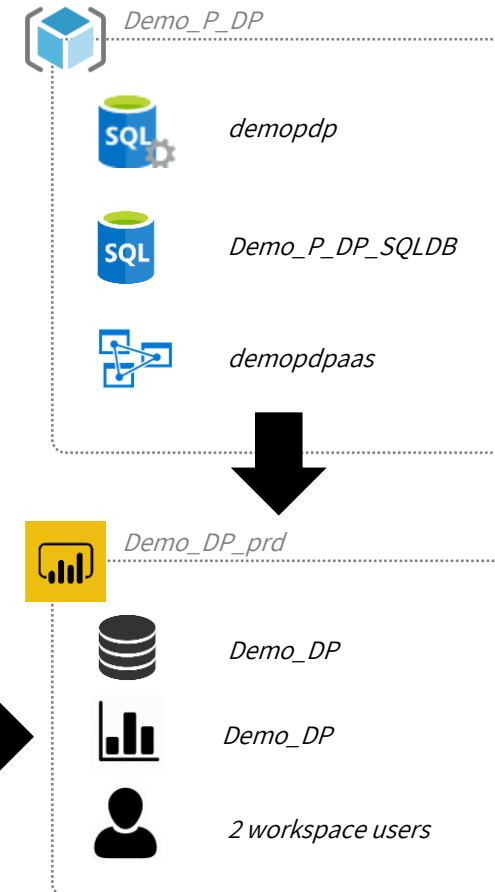 Demo_P_DP
SQL
demopdp
SQL
Demo_P_DP_SQLDB
demopdpaas
Demo_DP_prd
Demo_DP
Demo_DP
2 workspace users